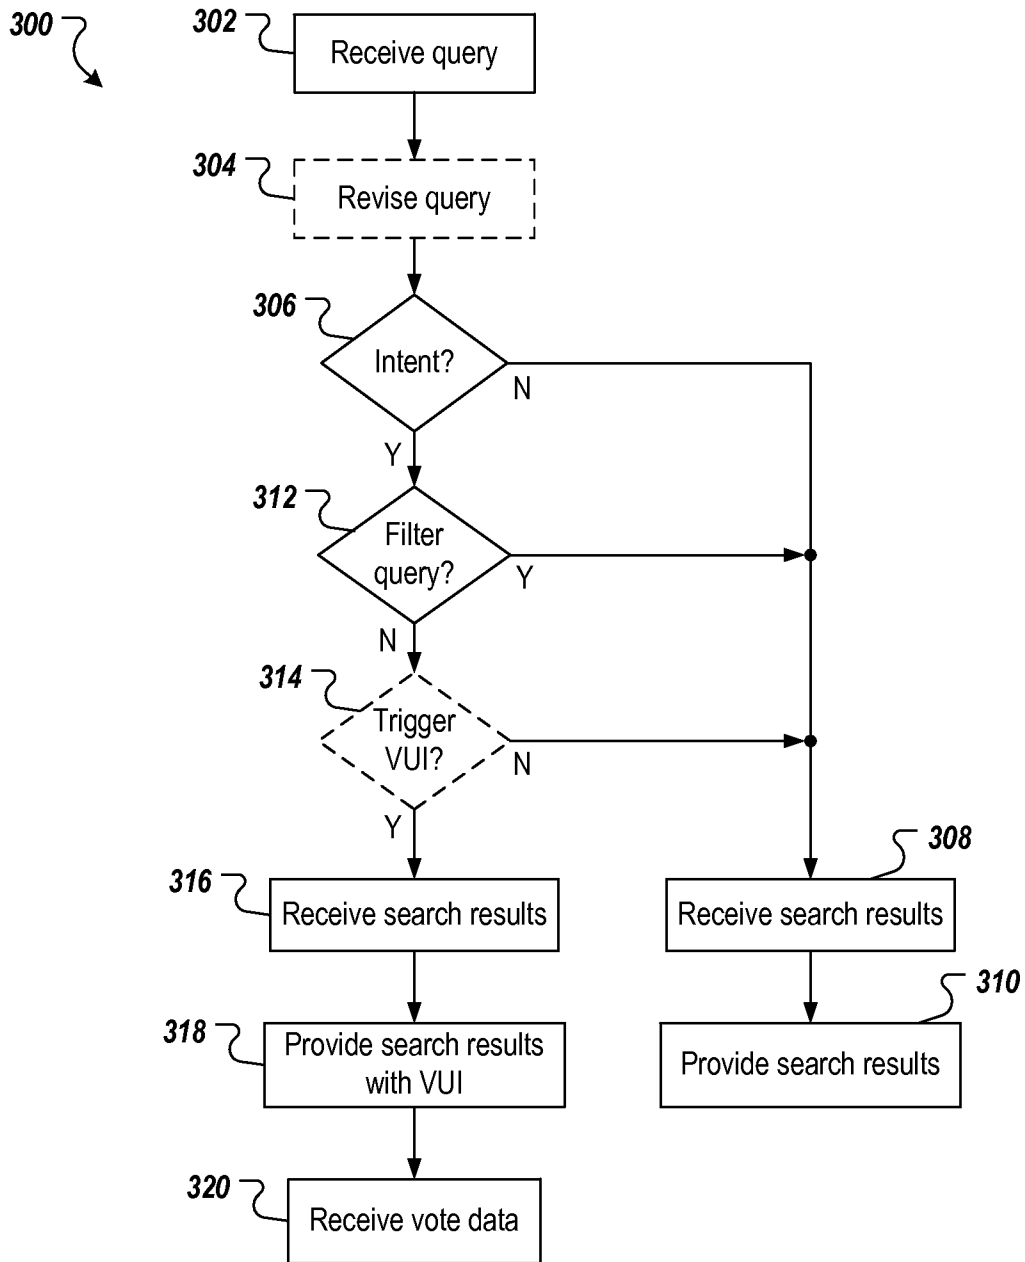 300
302
Receive query
304
Revise query
306
Intent?
N
Y
312
Filter
query?
Y
N
314
Trigger
VUI?
N
Y
308
316
Receive search results
Receive search results
310
318
Provide search results
with VUI
Provide search results
320
Receive vote data